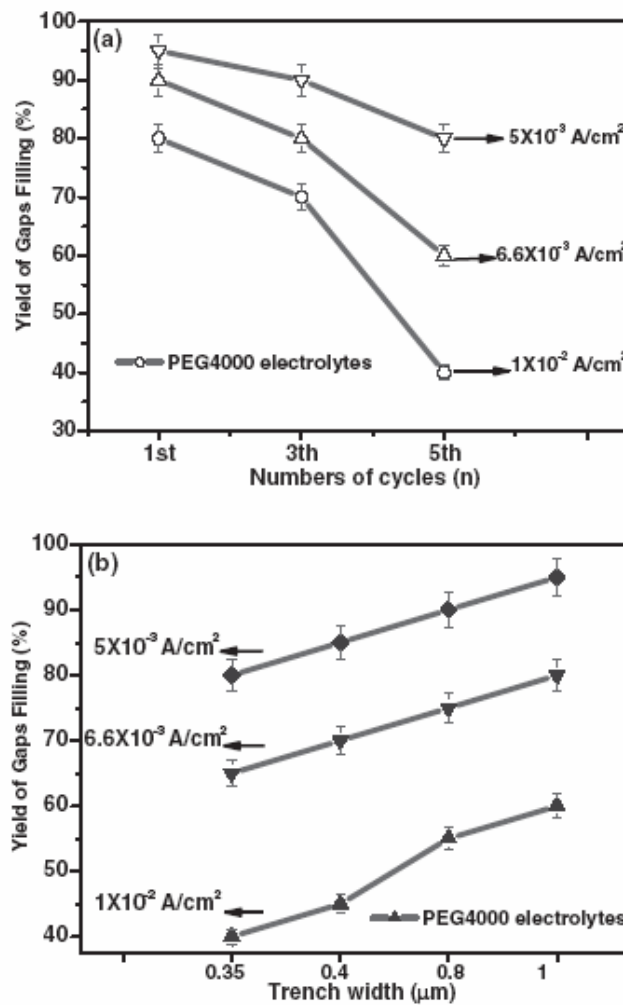 (a)
100
90
80
70
60
50
40
30
Yield of Gaps Filling (%)
5X10⁻³ A/cm²
6.6X10⁻³ A/cm²
1X10⁻² A/cm²
PEG4000 electrolytes
1st 3th 5th
Numbers of cycles (n)
(b)
100
90
80
70
60
50
40
Yield of Gaps Filling (%)
5X10⁻³ A/cm²
6.6X10⁻³ A/cm²
1X10⁻² A/cm²
PEG4000 electrolytes
0.35 0.4 0.8 1
Trench width (μm)